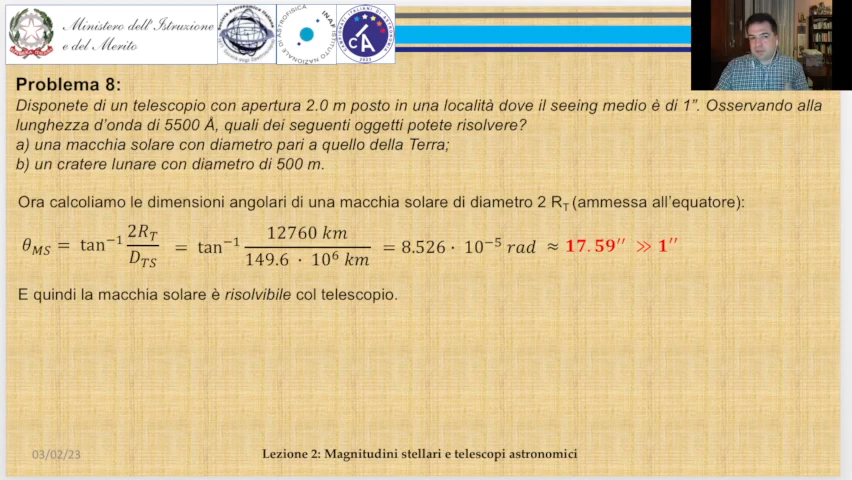 Ministero dell'Istruzione
e del Merito
INAF
ISTITUTO NAZIONALE DI ASTROFISICA
Problema 8:
Disponete di un telescopio con apertura 2.0 m posto in una località dove il seeing medio è di 1”. Osservando alla
lunghezza d’onda di 5500 Å, quali dei seguenti oggetti potete risolvere?
a) una macchia solare con diametro pari a quello della Terra;
b) un cratere lunare con diametro di 500 m.
Ora calcoliamo le dimensioni angolari di una macchia solare di diametro 2 R_T (ammessa all’equatore):
θ_MS = tan⁻¹ 2R_T / D_TS = tan⁻¹ 12760 km / 149.6 · 10⁶ km = 8.526 · 10⁻⁵ rad ≈ 17.59′′ ≫ 1′′
E quindi la macchia solare è risolvibile col telescopio.
03/02/23
Lezione 2: Magnitudini stellari e telescopi astronomici